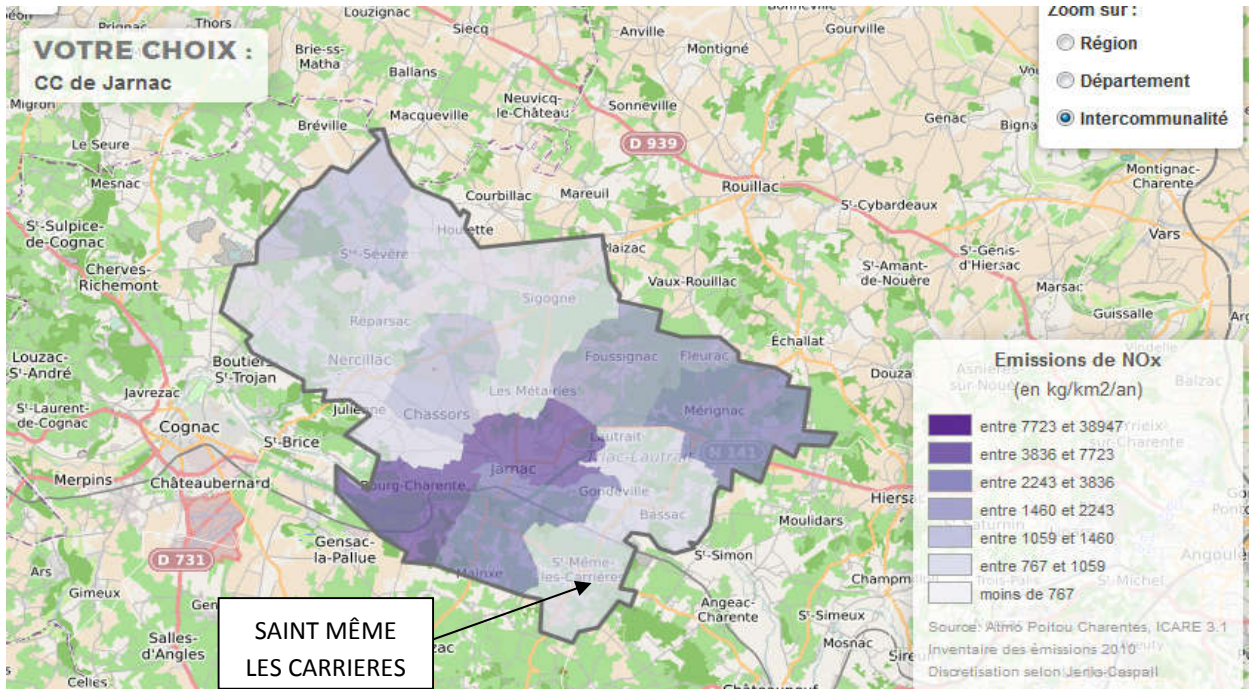 VOTRE CHOIX :
CC de Jarnac
Zoom sur :
Région
Département
Intercommunalité
Prignac
Thors
Louzignac
Siecq
Anville
Gourville
Brie-ss-
Matha
Ballans
Montigné
Migron
Macqueville
Neuvicq-
le-Château
Sonneville
Genac
Bréville
D 939
Le Seure
Montignac-
Charente
Mesnac
Courbillac
Mareuil
Rouillac
St-Cybardeaux
St-Sulpice-
de-Cognac
Houlette
Vars
Ste-Sévère
Plaizac
St-Genis-
d'Hiersac
Cherves-
Richemont
Vaux-Rouillac
St-Amant-
de-Nouère
Marsac
Sigogne
Guissalle
Réparsac
Louzac-
St-André
Boutiers-
St-Trojan
Nercillac
Foussignac
Fleurac
Échallat
Javrezac
Les Métairies
Douza
St-Laurent-
de-Cognac
Julienne
Chassors
Mérignac
Cognac
St-Brice
Lautrait
N 141
Merpins
Châteaubernard
Bourg-Charente
Jarnac
Gondeville
Hiersac
Bassac
Moulidars
Gensac-
la-Pallue
D 731
St-Simon
Ars
Mainxe
St-Même-
les-Carrières
Champmillon
Gimeux
Angeac-
Charente
St-Simeux
Salles-
d'Angles
Mosnac
Celles
Châteauneuf
SAINT MÊME
LES CARRIERES
Emissions de NOx
(en kg/km2/an)
entre 7723 et 38947
entre 3836 et 7723
entre 2243 et 3836
entre 1460 et 2243
entre 1059 et 1460
entre 767 et 1059
moins de 767
Source: Atmo Poitou Charentes, ICARE 3.1
Inventaire des émissions 2010
Discretisation selon Jenks-Caspall
Balzac
Angoulê
St-Michel